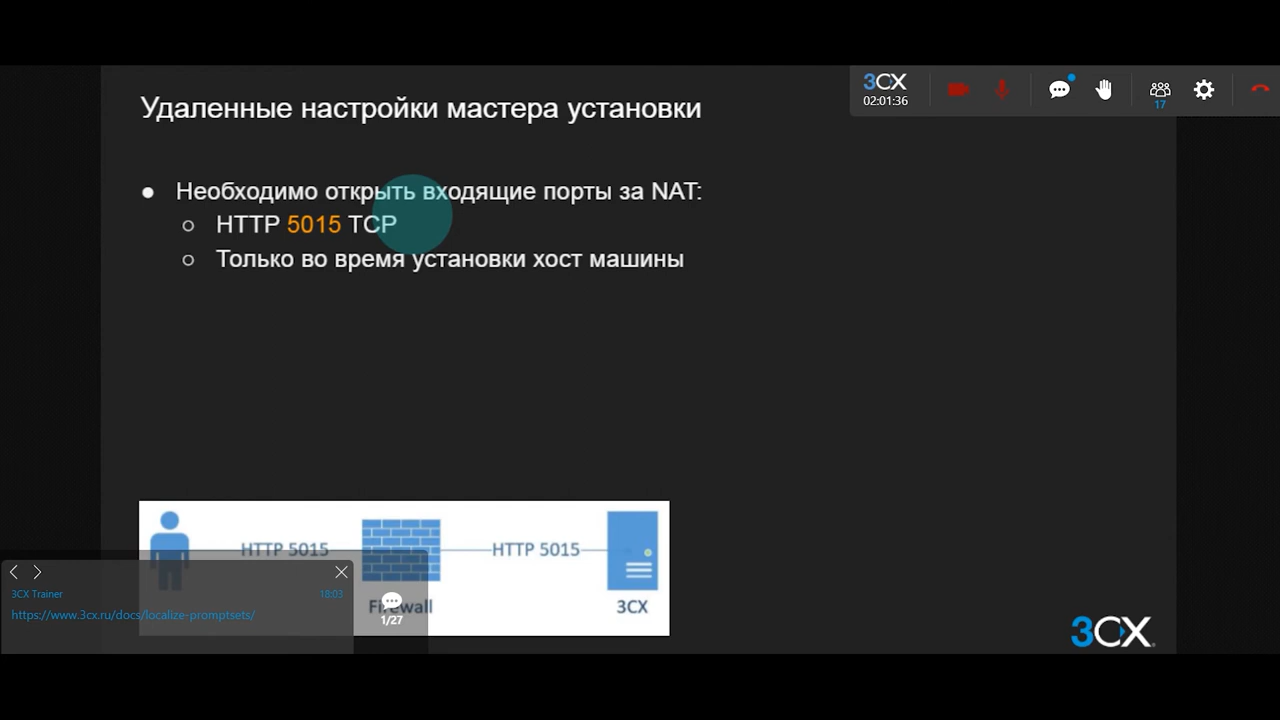 Удаленные настройки мастера установки
3CX
02:01:36
17
● Необходимо открыть входящие порты за NAT:
○ HTTP 5015 TCP
○ Только во время установки хост машины
HTTP 5015
HTTP 5015
Firewall
3CX
3CX Trainer
18:03
https://www.3cx.ru/docs/localize-promptsets/
1/27
3CX